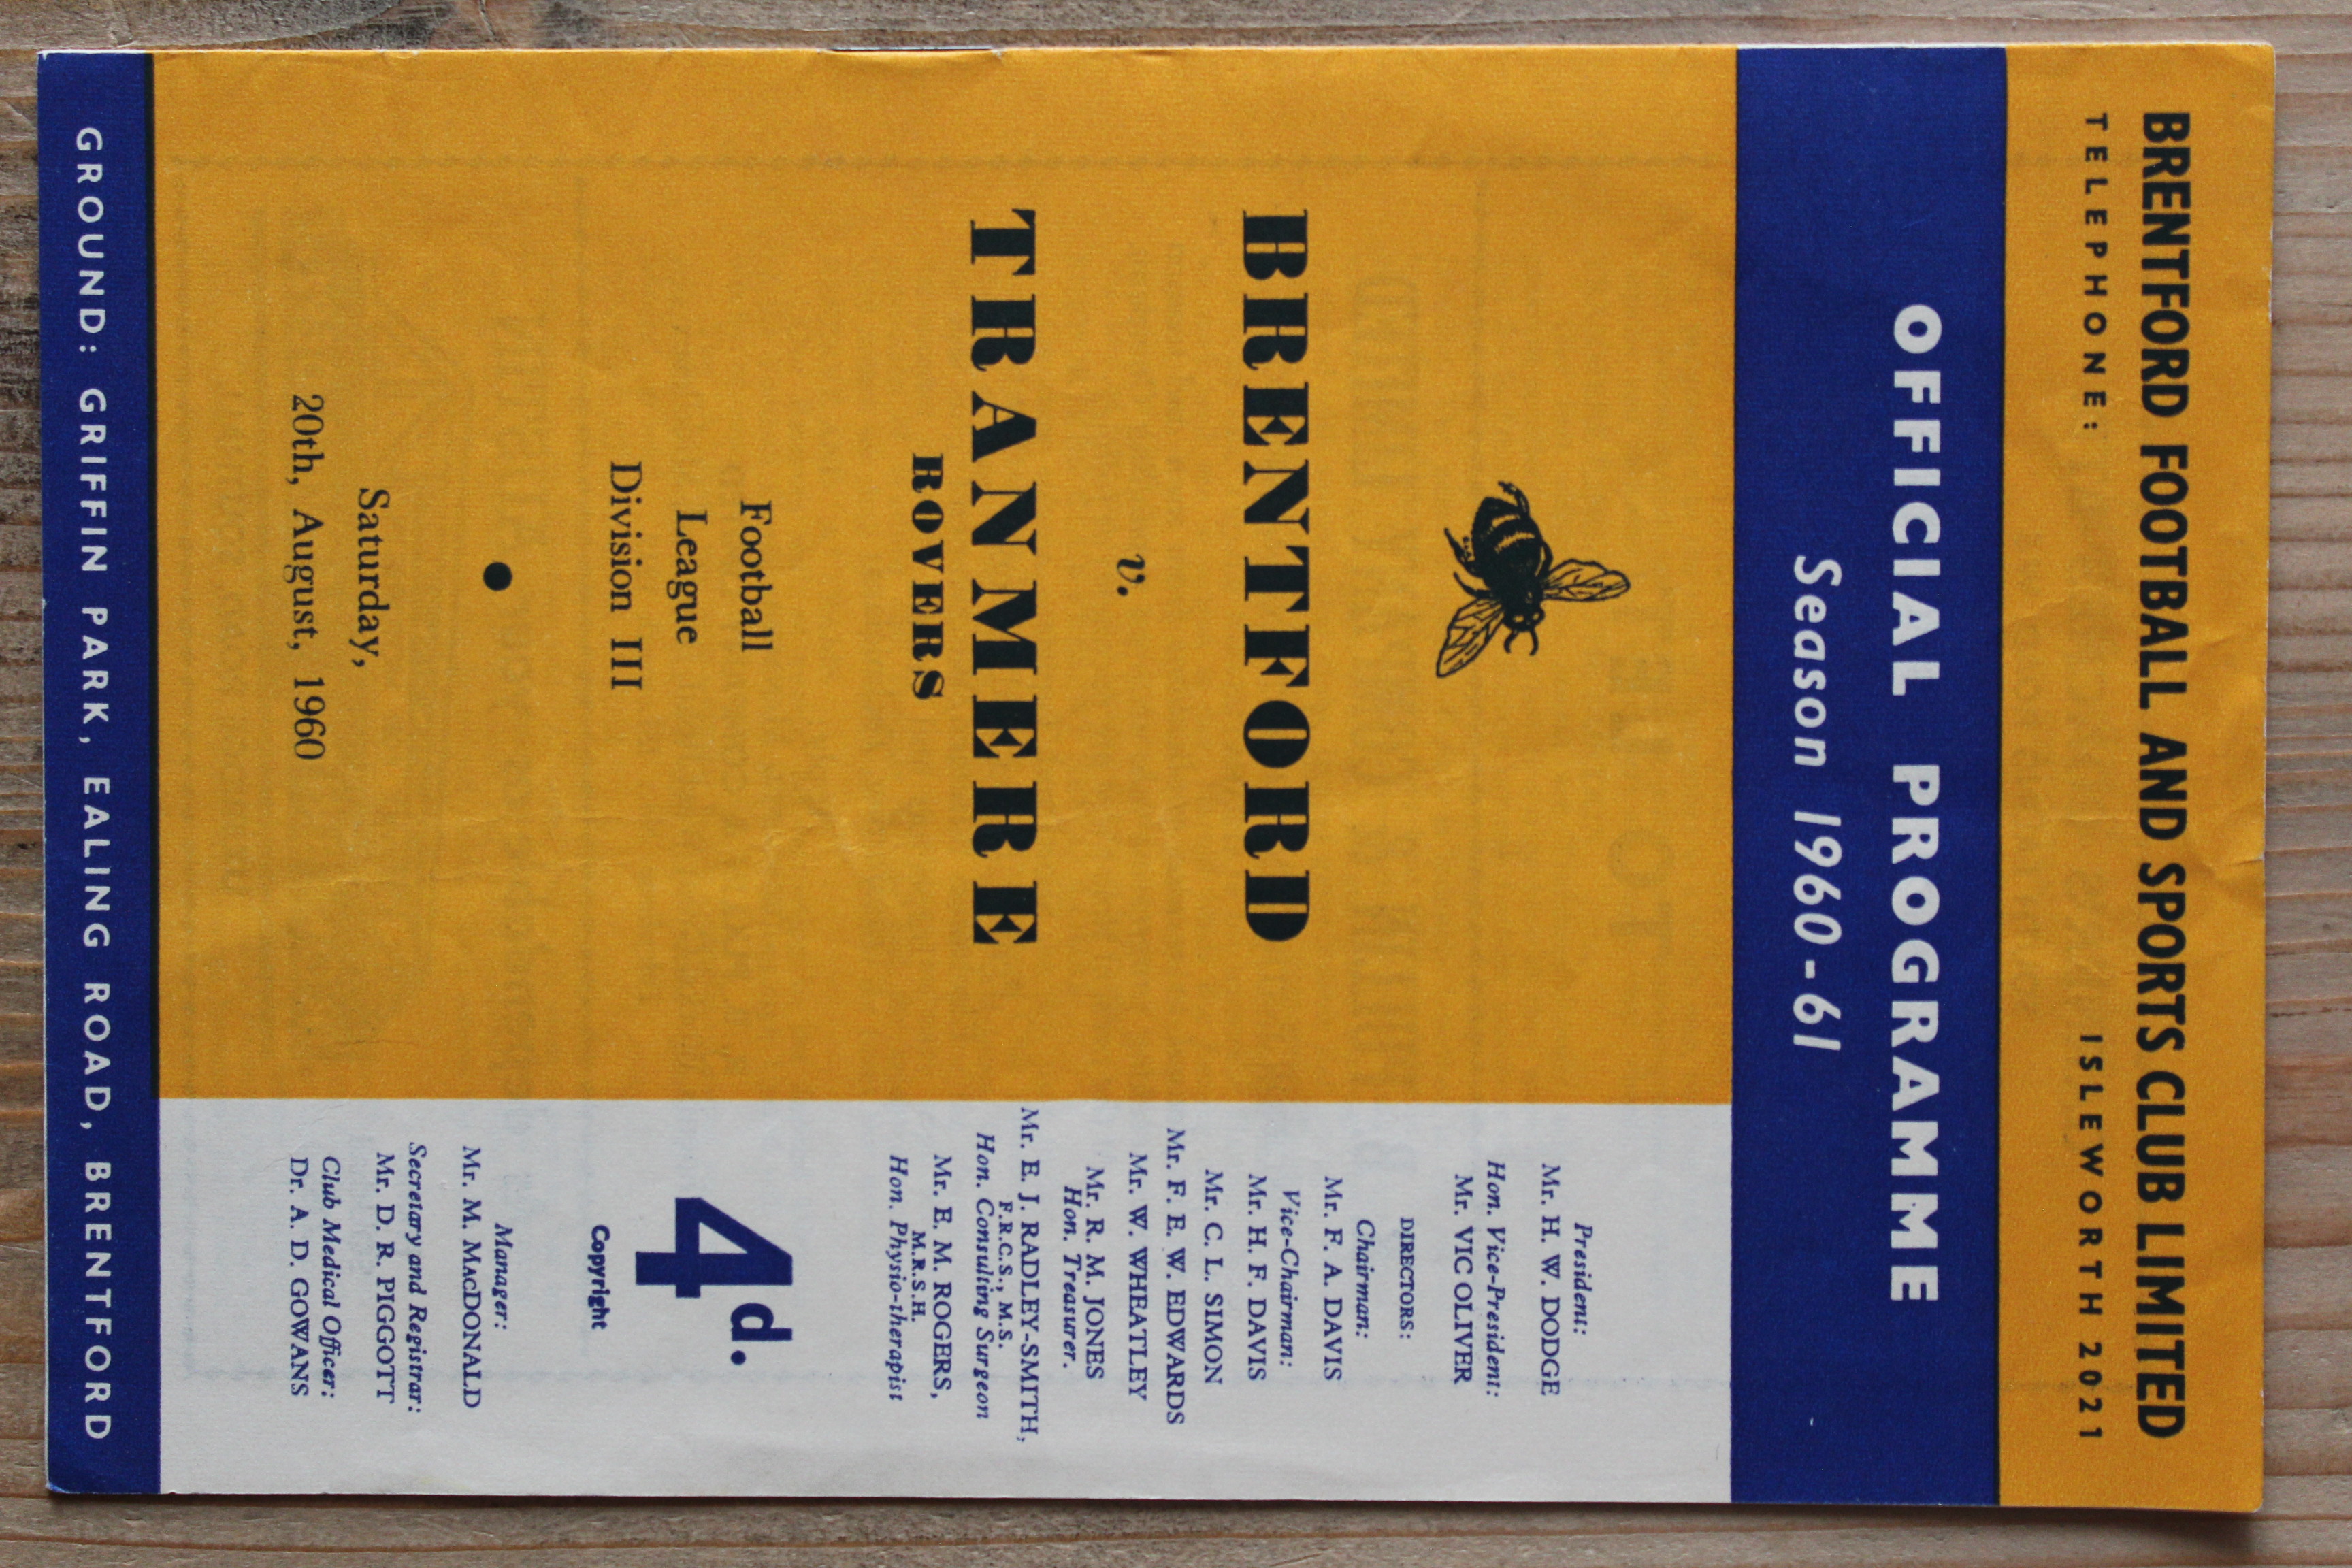 BRENTFORD FOOTBALL AND SPORTS CLUB LIMITED
TELEPHONE: ISLEWORTH 2021
OFFICIAL PROGRAMME
Season 1960-61
BRENTFORD
v.
TRANMERE
ROVERS
Football
League
Division III
Saturday,
20th, August, 1960
President:
Mr. H. W. DODGE
Hon. Vice-President:
Mr. VIC OLIVER
DIRECTORS:
Chairman:
Mr. F. A. DAVIS
Vice-Chairman:
Mr. H. F. DAVIS
Mr. C. L. SIMON
Mr. F. E. W. EDWARDS
Mr. W. WHEATLEY
Mr. R. M. JONES
Hon. Treasurer.
Mr. E. J. RADLEY-SMITH,
F.R.C.S., M.S.
Hon. Consulting Surgeon
Mr. E. M. ROGERS,
M.R.S.H.
Hon. Physio-therapist
4d.
Copyright
Manager:
Mr. M. MACDONALD
Secretary and Registrar:
Mr. D. R. PIGGOTT
Club Medical Officer:
Dr. A. D. GOWANS
GROUND: GRIFFIN PARK, EALING ROAD, BRENTFORD